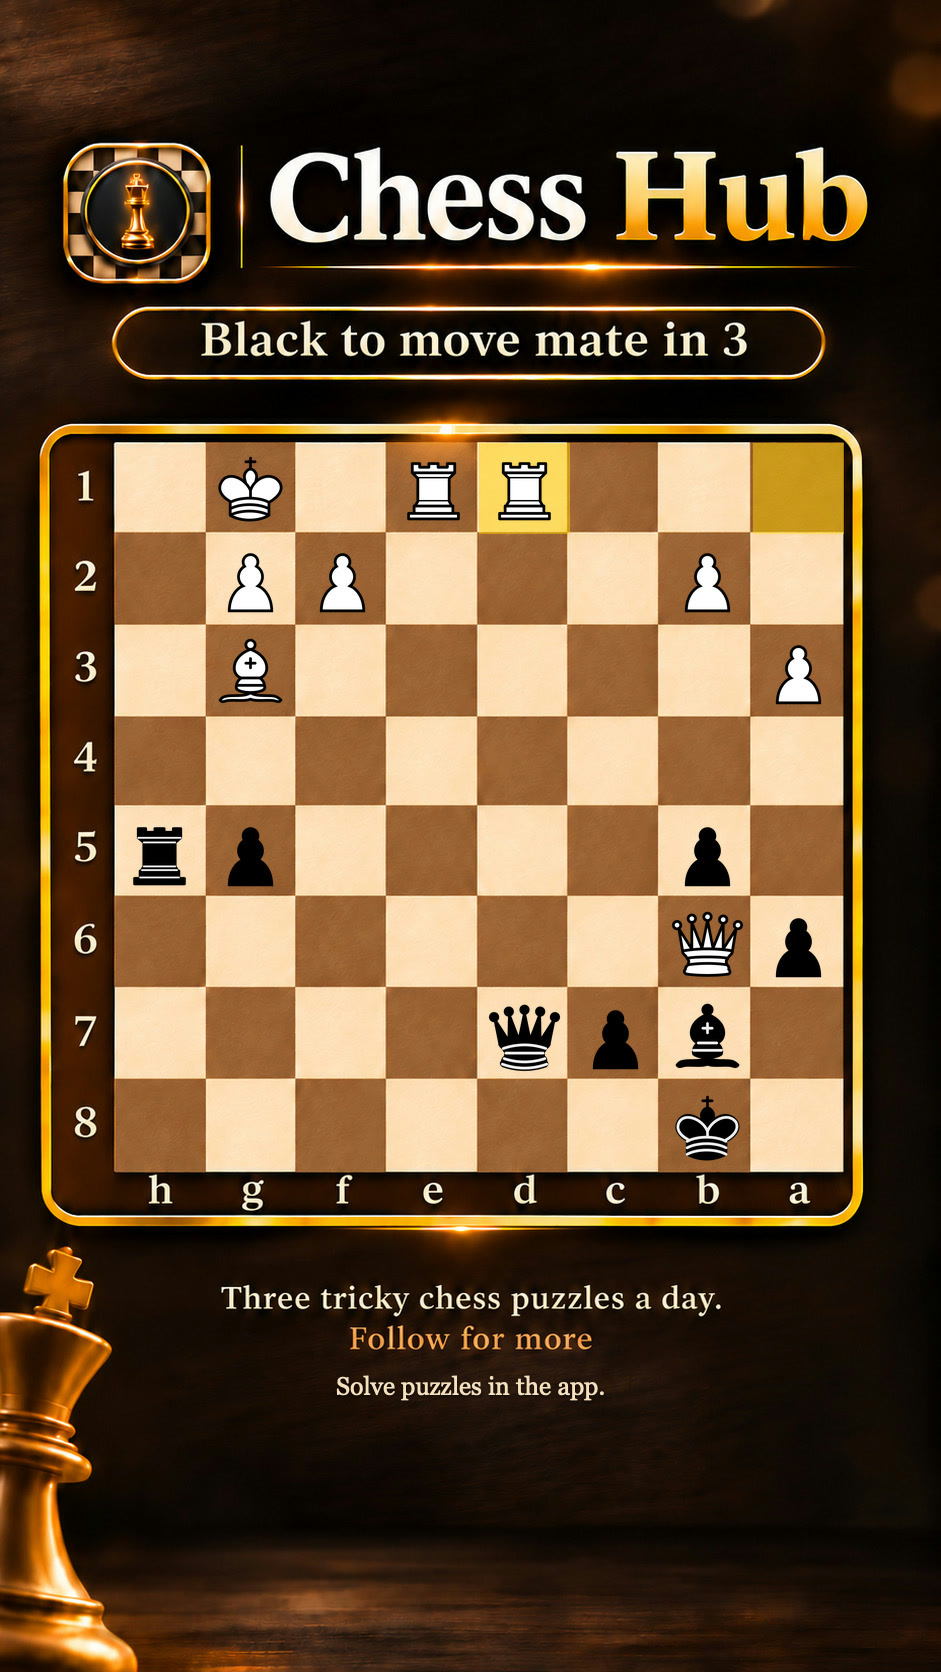 Chess Hub
Black to move mate in 3
1
2
3
4
5
6
7
8
h g f e d c b a
Three tricky chess puzzles a day.
Follow for more
Solve puzzles in the app.